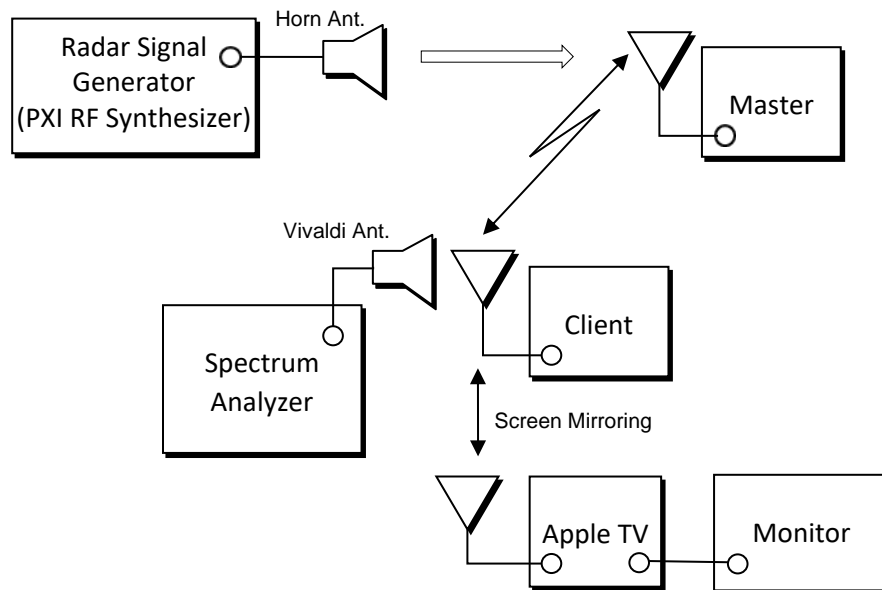 Horn Ant.
Radar Signal
Generator
(PXI RF Synthesizer)
Master
Vivaldi Ant.
Client
Spectrum
Analyzer
Screen Mirroring
Apple TV
Monitor